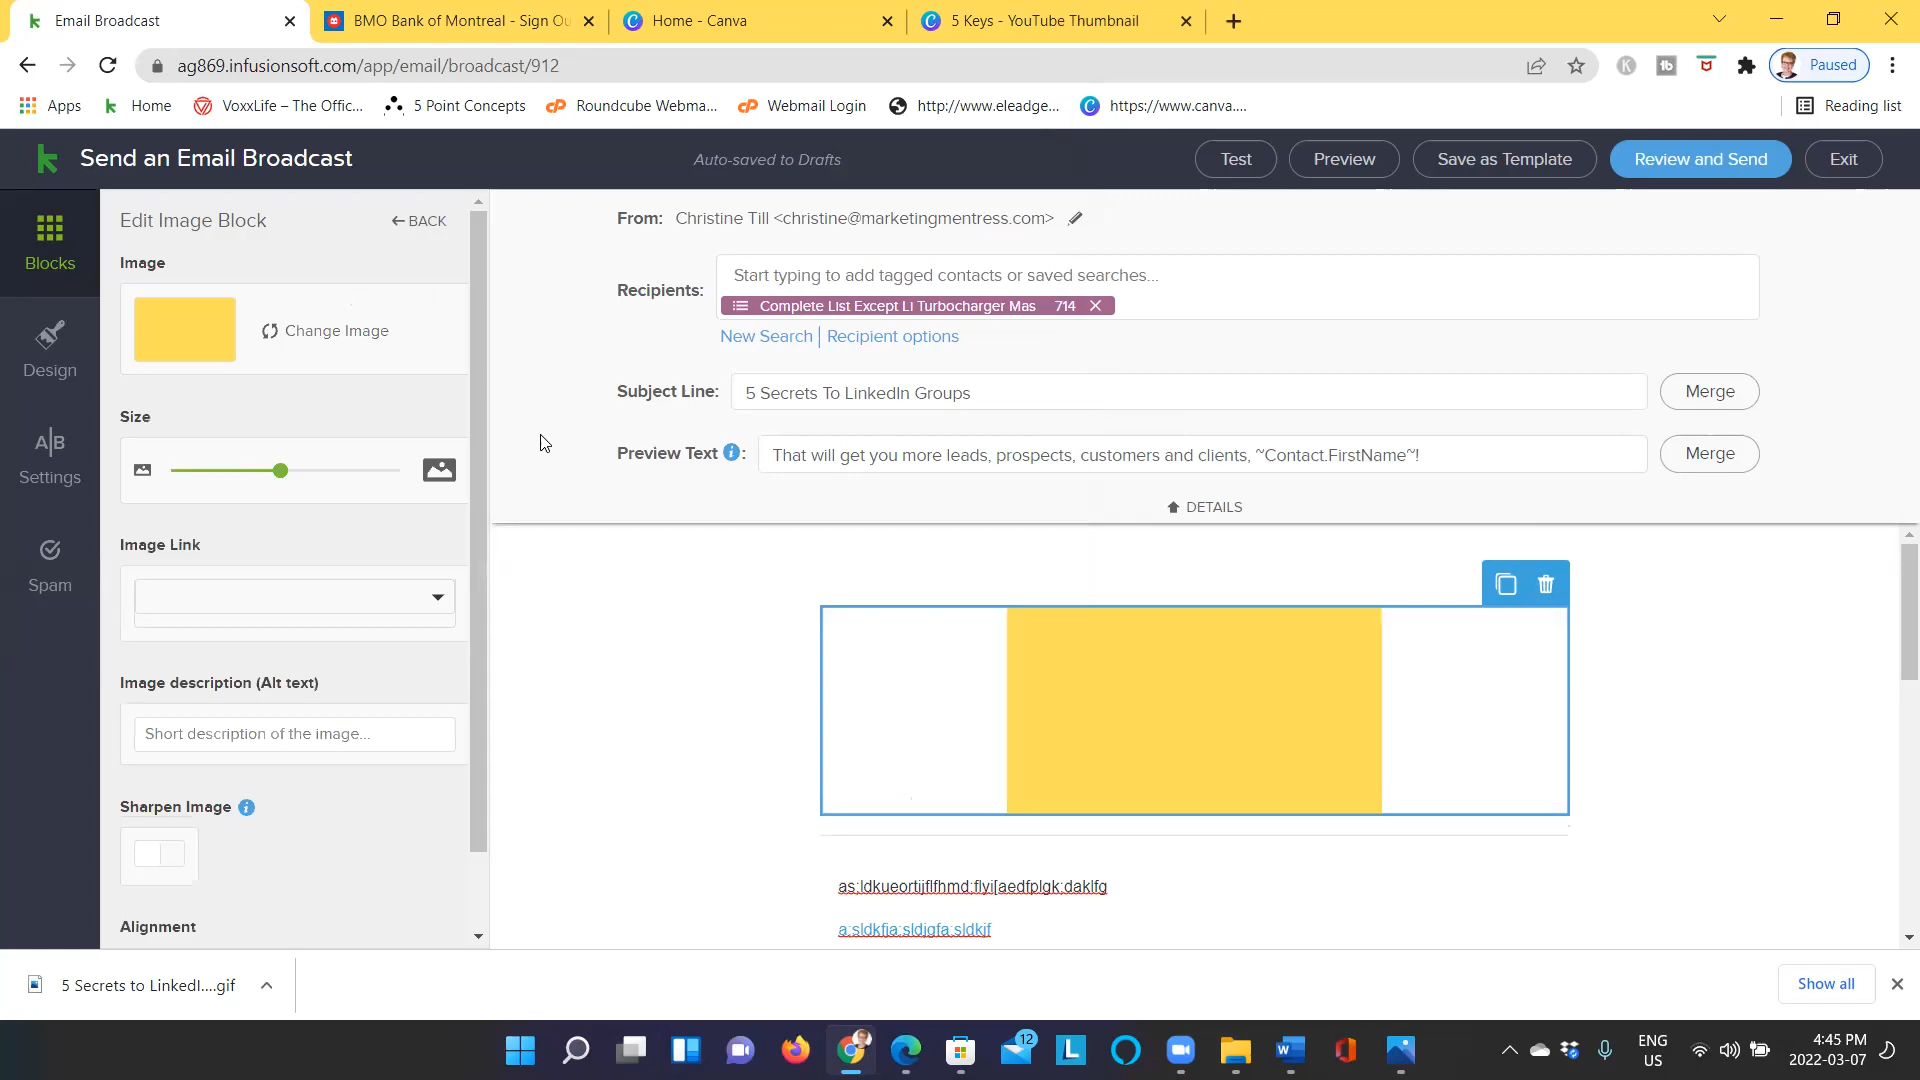 Email Broadcast
BMO Bank of Montreal - Sign Ou
Home - Canva
5 Keys - YouTube Thumbnail
ag869.infusionsoft.com/app/email/broadcast/912
Paused
Apps
Home
VoxxLife – The Offic...
5 Point Concepts
Roundcube Webma...
Webmail Login
http://www.eleadge...
https://www.canva....
Reading list
Send an Email Broadcast
Auto-saved to Drafts
Test
Preview
Save as Template
Review and Send
Exit
Blocks
Design
A|B
Settings
Spam
Edit Image Block
BACK
Image
Change Image
Size
Image Link
Image description (Alt text)
Short description of the image...
Sharpen Image
Alignment
From: Christine Till <christine@marketingmentress.com>
Recipients:
Start typing to add tagged contacts or saved searches...
Complete List Except Li Turbocharger Mas 714
New Search | Recipient options
Subject Line: 5 Secrets To LinkedIn Groups
Merge
Preview Text : That will get you more leads, prospects, customers and clients, ~Contact.FirstName~!
Merge
DETAILS
as;ldkueortijflfhmd;flyi[aedfplgk;daklfg
a;sldkfja;sldjgfa;sldkjf
5 Secrets to LinkedI....gif
Show all
12
ENG
US
4:45 PM
2022-03-07